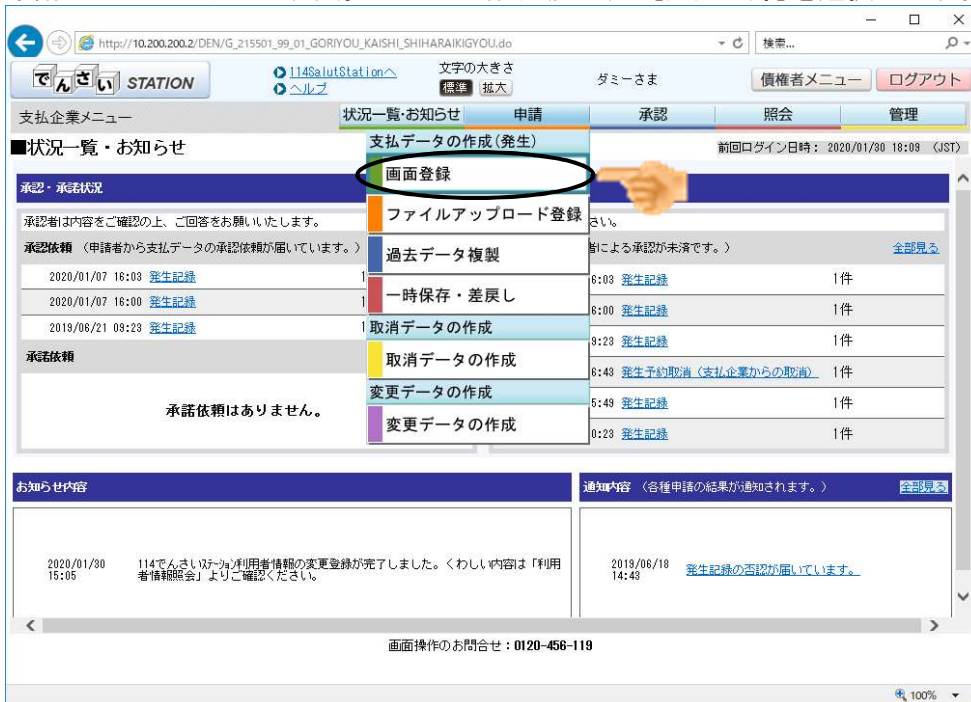 http://10.200.200.2/DEN/G_215501_99_01_GORIYOU_KAISHI_SHIHARAIKIGYOU.do
検索...
でんさい STATION
114SalutStationへ
ヘルプ
文字の大きさ
標準 拡大
ダミーさま
債権者メニュー
ログアウト
支払企業メニュー
状況一覧・お知らせ 申請 承認 照会 管理
■状況一覧・お知らせ
前回ログイン日時： 2020/01/30 18:09 (JST)
支払データの作成(発生)
画面登録
ファイルアップロード登録
過去データ複製
一時保存・差戻し
取消データの作成
取消データの作成
変更データの作成
変更データの作成
承認・承諾状況
承認者は内容をご確認の上、ご回答をお願いいたします。
さい。
承認依頼 （申請者から支払データの承認依頼が届いています。）
による承認が未済です。）
全部見る
2020/01/07 16:03 発生記録 1
6:03 発生記録 1件
2020/01/07 16:00 発生記録 1
6:00 発生記録 1件
2019/06/21 09:23 発生記録 1
9:23 発生記録 1件
承諾依頼
6:43 発生予約取消（支払企業からの取消） 1件
承諾依頼はありません。
5:49 発生記録 1件
0:23 発生記録 1件
お知らせ内容
通知内容 （各種申請の結果が通知されます。）
全部見る
2020/01/30 15:05
114でんさいステーション利用者情報の変更登録が完了しました。くわしい内容は「利用
者情報照会」よりご確認ください。
2019/06/18 14:43
発生記録の否認が届いています。
画面操作のお問合せ：0120-456-119
100%